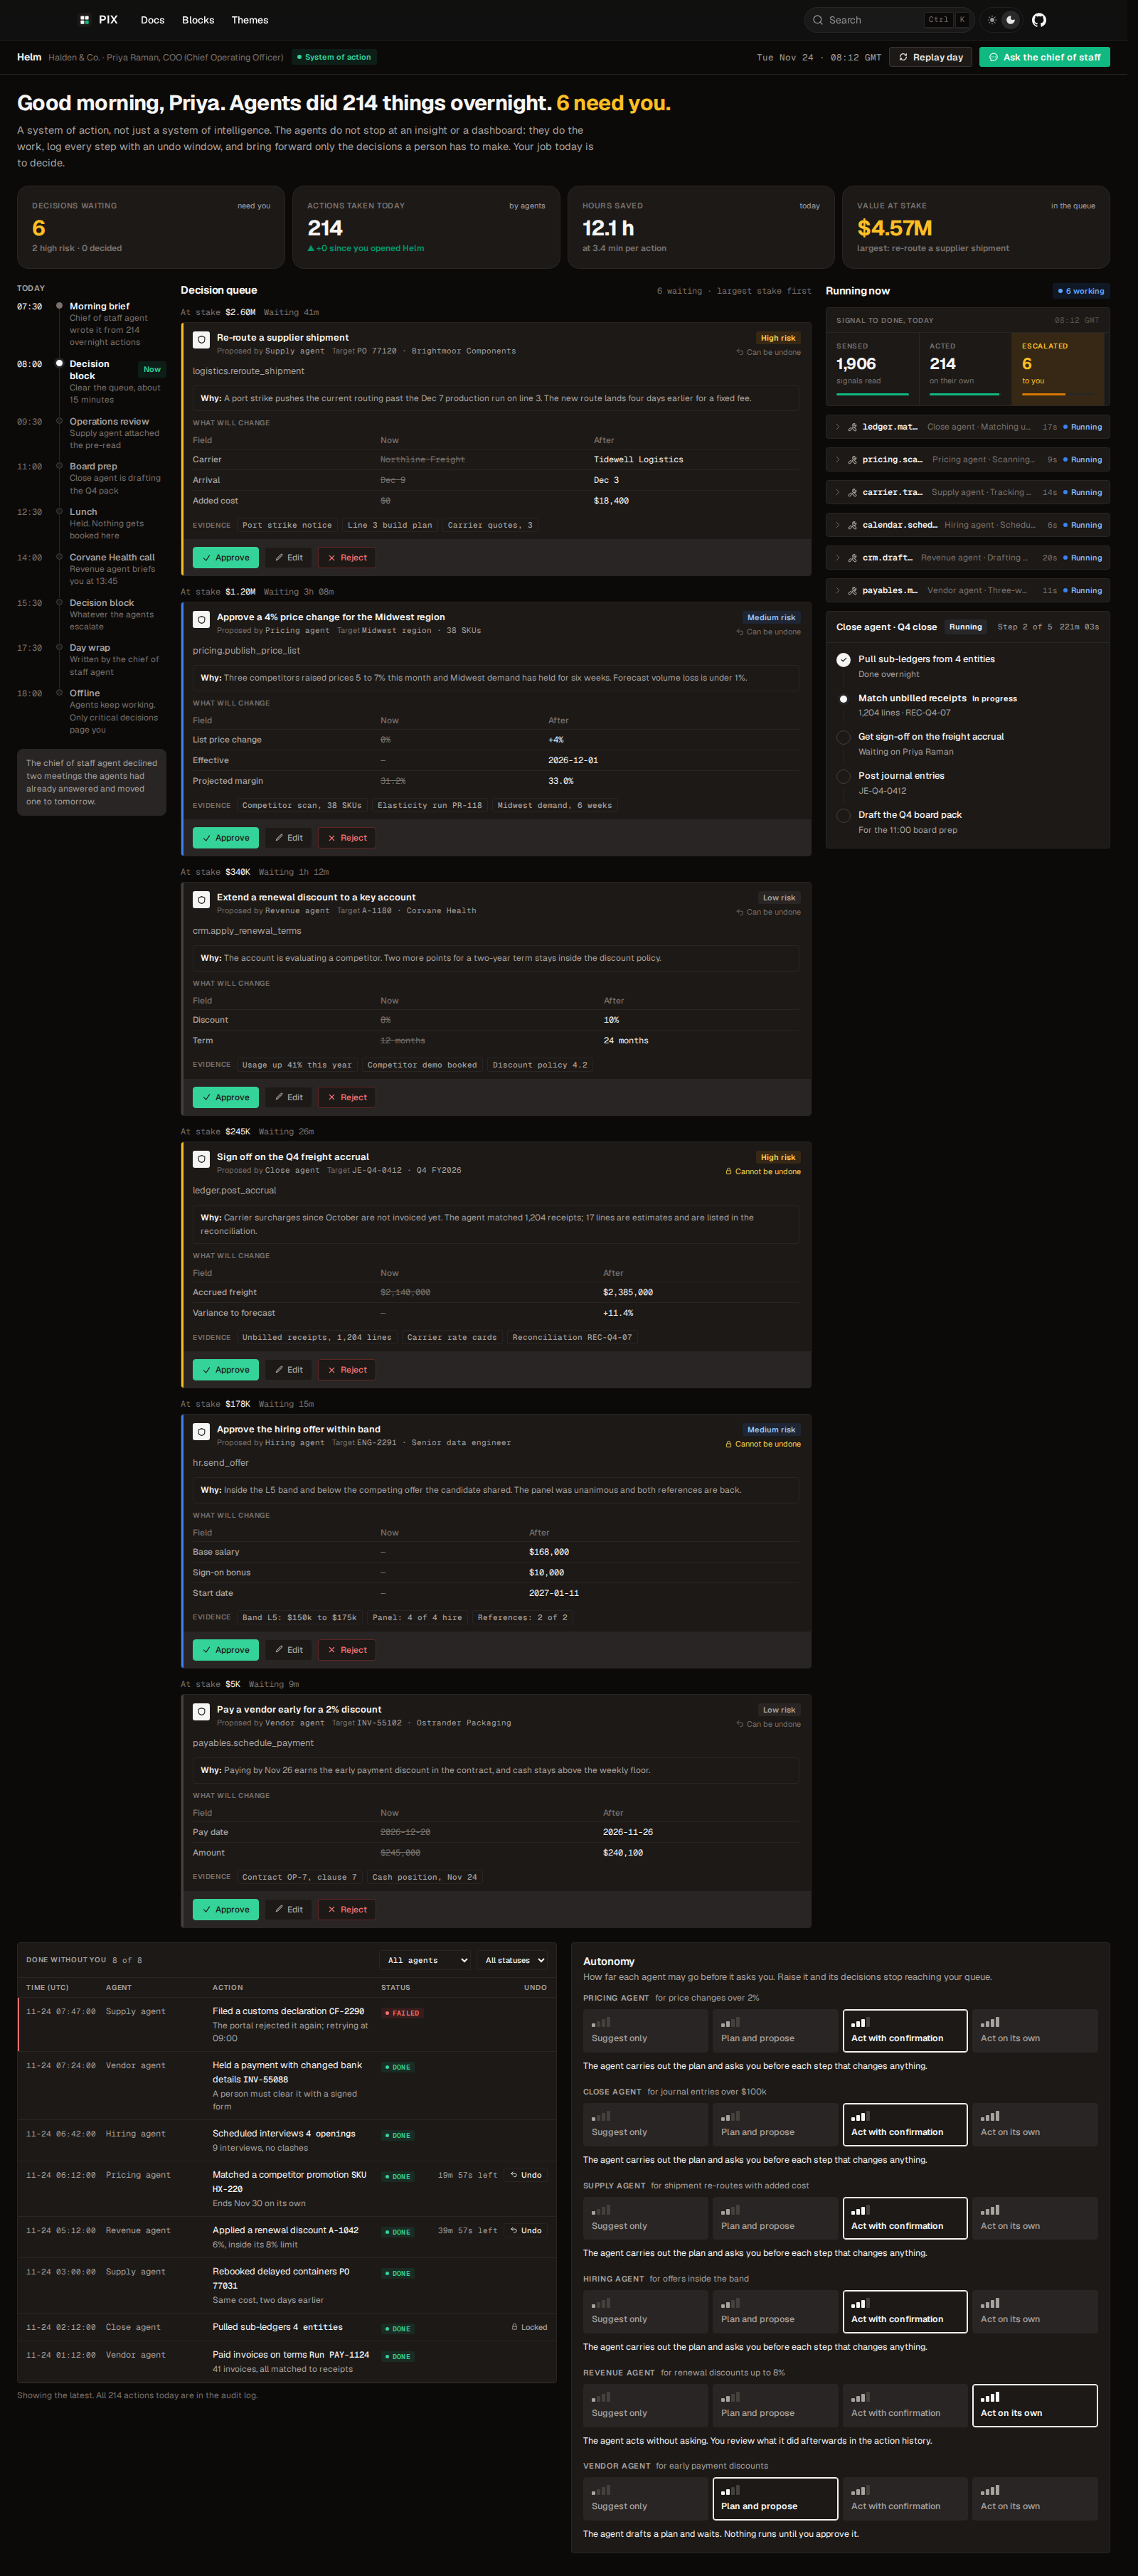 PIX
Docs
Blocks
Themes
Search
Ctrl
K
Helm
Halden & Co. · Priya Raman, COO (Chief Operating Officer)
System of action
Tue Nov 24 · 08:12 GMT
Replay day
Ask the chief of staff
Good morning, Priya. Agents did 214 things overnight. 6 need you.
A system of action, not just a system of intelligence. The agents do not stop at an insight or a dashboard: they do the
work, log every step with an undo window, and bring forward only the decisions a person has to make. Your job today is
to decide.
DECISIONS WAITING
need you
6
2 high risk · 0 decided
ACTIONS TAKEN TODAY
by agents
214
+0 since you opened Helm
HOURS SAVED
today
12.1 h
at 3.4 min per action
VALUE AT STAKE
in the queue
$4.57M
largest: re-route a supplier shipment
TODAY
07:30
Morning brief
Chief of staff agent
wrote it from 214
overnight actions
08:00
Decision
block
Now
Clear the queue, about
15 minutes
09:30
Operations review
Supply agent attached
the pre-read
11:00
Board prep
Close agent is drafting
the Q4 pack
12:30
Lunch
Held. Nothing gets
booked here
14:00
Corvane Health call
Revenue agent briefs
you at 13:45
15:30
Decision block
Whatever the agents
escalate
17:30
Day wrap
Written by the chief of
staff agent
18:00
Offline
Agents keep working.
Only critical decisions
page you
The chief of staff agent declined
two meetings the agents had
already answered and moved
one to tomorrow.
Decision queue
6 waiting · largest stake first
At stake $2.60M Waiting 41m
Re-route a supplier shipment
High risk
Proposed by Supply agent Target PO 77120 · Brightmoor Components
Can be undone
logistics.reroute_shipment
Why: A port strike pushes the current routing past the Dec 7 production run on line 3. The new route lands four days earlier for a fixed fee.
WHAT WILL CHANGE
Field Now After
Carrier Northline Freight Tidewell Logistics
Arrival Dec 9 Dec 3
Added cost $0 $18,400
EVIDENCE Port strike notice Line 3 build plan Carrier quotes, 3
Approve Edit Reject
At stake $1.20M Waiting 3h 08m
Approve a 4% price change for the Midwest region
Medium risk
Proposed by Pricing agent Target Midwest region · 38 SKUs
Can be undone
pricing.publish_price_list
Why: Three competitors raised prices 5 to 7% this month and Midwest demand has held for six weeks. Forecast volume loss is under 1%.
WHAT WILL CHANGE
Field Now After
List price change 0% +4%
Effective — 2026-12-01
Projected margin 31.2% 33.0%
EVIDENCE Competitor scan, 38 SKUs Elasticity run PR-118 Midwest demand, 6 weeks
Approve Edit Reject
At stake $340K Waiting 1h 12m
Extend a renewal discount to a key account
Low risk
Proposed by Revenue agent Target A-1180 · Corvane Health
Can be undone
crm.apply_renewal_terms
Why: The account is evaluating a competitor. Two more points for a two-year term stays inside the discount policy.
WHAT WILL CHANGE
Field Now After
Discount 8% 10%
Term 12 months 24 months
EVIDENCE Usage up 41% this year Competitor demo booked Discount policy 4.2
Approve Edit Reject
At stake $245K Waiting 26m
Sign off on the Q4 freight accrual
High risk
Proposed by Close agent Target JE-Q4-0412 · Q4 FY2026
Cannot be undone
ledger.post_accrual
Why: Carrier surcharges since October are not invoiced yet. The agent matched 1,204 receipts; 17 lines are estimates and are listed in the
reconciliation.
WHAT WILL CHANGE
Field Now After
Accrued freight $2,140,000 $2,385,000
Variance to forecast — +11.4%
EVIDENCE Unbilled receipts, 1,204 lines Carrier rate cards Reconciliation REC-Q4-07
Approve Edit Reject
At stake $178K Waiting 15m
Approve the hiring offer within band
Medium risk
Proposed by Hiring agent Target ENG-2291 · Senior data engineer
Cannot be undone
hr.send_offer
Why: Inside the L5 band and below the competing offer the candidate shared. The panel was unanimous and both references are back.
WHAT WILL CHANGE
Field Now After
Base salary — $168,000
Sign-on bonus — $10,000
Start date — 2027-01-11
EVIDENCE Band L5: $150k to $175k Panel: 4 of 4 hire References: 2 of 2
Approve Edit Reject
At stake $5K Waiting 9m
Pay a vendor early for a 2% discount
Low risk
Proposed by Vendor agent Target INV-55102 · Ostrander Packaging
Can be undone
payables.schedule_payment
Why: Paying by Nov 26 earns the early payment discount in the contract, and cash stays above the weekly floor.
WHAT WILL CHANGE
Field Now After
Pay date 2026-12-20 2026-11-26
Amount $245,000 $240,100
EVIDENCE Contract OP-7, clause 7 Cash position, Nov 24
Approve Edit Reject
Running now
6 working
SIGNAL TO DONE, TODAY
08:12 GMT
SENSED
1,906
signals read
ACTED
214
on their own
ESCALATED
6
to you
ledger.mat… Close agent · Matching u… 17s Running
pricing.sca… Pricing agent · Scanning… 9s Running
carrier.tra… Supply agent · Tracking … 14s Running
calendar.sched… Hiring agent · Schedu… 6s Running
crm.draft… Revenue agent · Drafting … 20s Running
payables.m… Vendor agent · Three-w… 11s Running
Close agent · Q4 close Running Step 2 of 5 221m 03s
Pull sub-ledgers from 4 entities
Done overnight
Match unbilled receipts In progress
1,204 lines · REC-Q4-07
Get sign-off on the freight accrual
Waiting on Priya Raman
Post journal entries
JE-Q4-0412
Draft the Q4 board pack
For the 11:00 board prep
DONE WITHOUT YOU 8 of 8
All agents
All statuses
TIME (UTC) AGENT ACTION STATUS UNDO
11-24 07:47:00 Supply agent Filed a customs declaration CF-2290 FAILED
The portal rejected it again; retrying at
09:00
11-24 07:24:00 Vendor agent Held a payment with changed bank DONE
details INV-55088
A person must clear it with a signed
form
11-24 06:42:00 Hiring agent Scheduled interviews 4 openings DONE
9 interviews, no clashes
11-24 06:12:00 Pricing agent Matched a competitor promotion SKU DONE 19m 57s left Undo
HX-220
Ends Nov 30 on its own
11-24 05:12:00 Revenue agent Applied a renewal discount A-1042 DONE 39m 57s left Undo
6%, inside its 8% limit
11-24 03:00:00 Supply agent Rebooked delayed containers PO DONE
77031
Same cost, two days earlier
11-24 02:12:00 Close agent Pulled sub-ledgers 4 entities DONE Locked
11-24 01:12:00 Vendor agent Paid invoices on terms Run PAY-1124 DONE
41 invoices, all matched to receipts
Showing the latest. All 214 actions today are in the audit log.
Autonomy
How far each agent may go before it asks you. Raise it and its decisions stop reaching your queue.
PRICING AGENT for price changes over 2%
Suggest only Plan and propose Act with confirmation Act on its own
The agent carries out the plan and asks you before each step that changes anything.
CLOSE AGENT for journal entries over $100k
Suggest only Plan and propose Act with confirmation Act on its own
The agent carries out the plan and asks you before each step that changes anything.
SUPPLY AGENT for shipment re-routes with added cost
Suggest only Plan and propose Act with confirmation Act on its own
The agent carries out the plan and asks you before each step that changes anything.
HIRING AGENT for offers inside the band
Suggest only Plan and propose Act with confirmation Act on its own
The agent carries out the plan and asks you before each step that changes anything.
REVENUE AGENT for renewal discounts up to 8%
Suggest only Plan and propose Act with confirmation Act on its own
The agent acts without asking. You review what it did afterwards in the action history.
VENDOR AGENT for early payment discounts
Suggest only Plan and propose Act with confirmation Act on its own
The agent drafts a plan and waits. Nothing runs until you approve it.